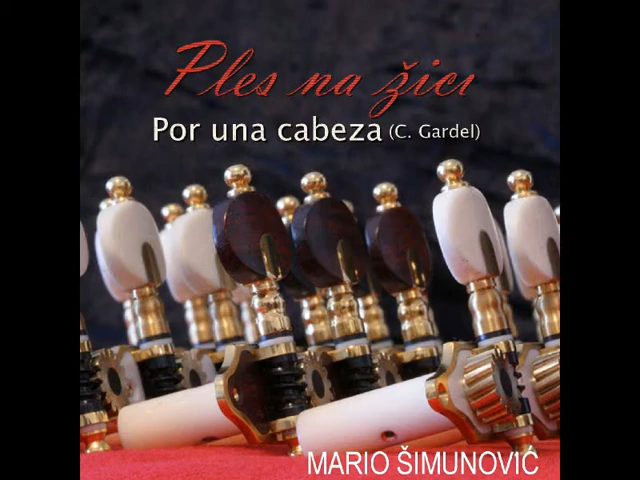 Ples na žici
Por una cabeza (C. Gardel)
MARIO ŠIMUNOVIĆ